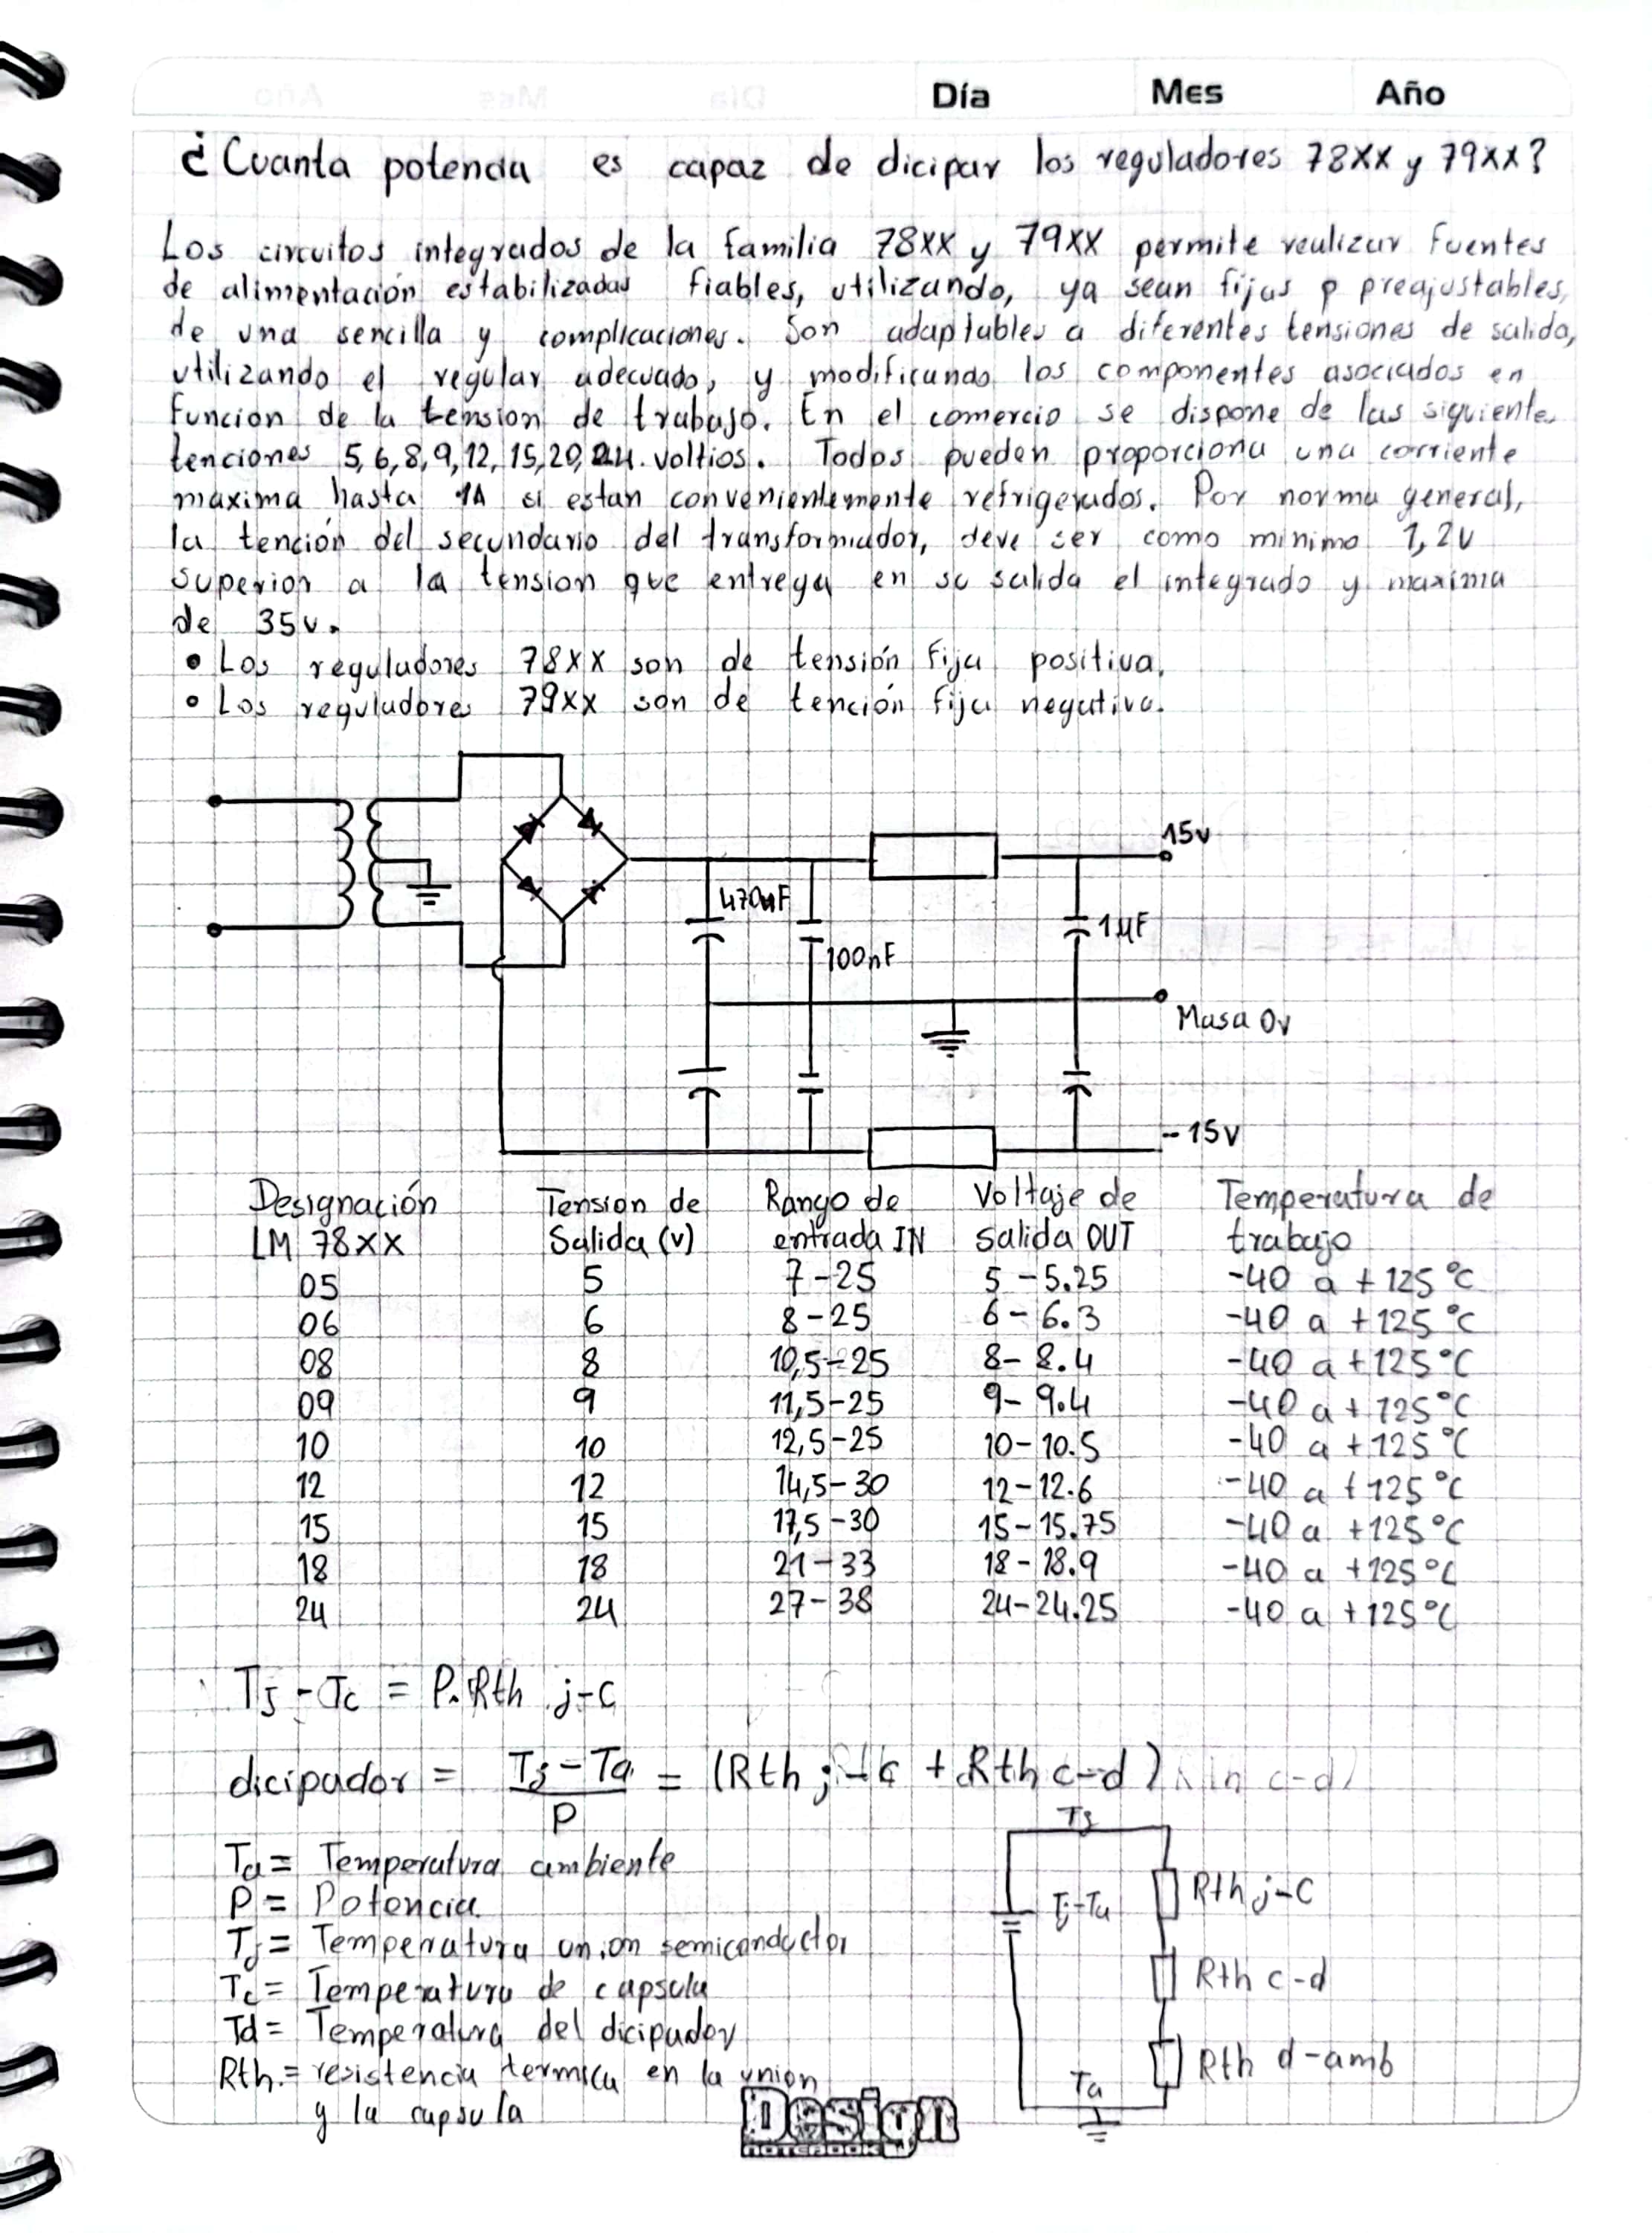 Día Mes Año
¿Cuanta potencia es capaz de dicipar los reguladores 78XX y 79XX?
Los circuitos integrados de la familia 78XX y 79XX permite realizar fuentes
de alimentación estabilizadas fiables, utilizando, ya sean fijas p preajustables,
de una sencilla y complicaciones. Son adaptables a diferentes tensiones de salida,
utilizando el regular adecuado, y modificando los componentes asociados en
funcion de la tension de trabajo. En el comercio se dispone de las siguiente
tenciones 5,6,8,9,12,15,20,24. voltios. Todos pueden proporciona una corriente
maxima hasta 1A si estan convenientemente refrigerados. Por norma general,
la tención del secundario del transformador, deve ser como minimo 1,2v
superior a la tension que entrega en su salida el integrado y maxima
de 35v.
• Los reguladores 78XX son de tensión fija positiva.
• Los reguladore 79XX son de tención fija negativa.
15v
470uF
1µF
100nF
Masa 0v
-15v
Designación Tension de Rango de Voltaje de Temperatura de
LM 78XX Salida (v) entrada IN salida OUT trabajo
05 5 7-25 5-5.25 -40 a +125°C
06 6 8-25 6-6.3 -40 a +125°C
08 8 10,5-25 8-8.4 -40 a +125°C
09 9 11,5-25 9-9.4 -40 a +125°C
10 10 12,5-25 10-10.5 -40 a +125°C
12 12 14,5-30 12-12.6 -40 a +125°C
15 15 17,5-30 15-15.75 -40 a +125°C
18 18 21-33 18-18.9 -40 a +125°C
24 24 27-38 24-24.25 -40 a +125°C
Tj - Tc = P.Rth j-c
dicipador = Tj-Ta / P = (Rth j-c + Rth c-d)
Ta = Temperatura ambiente
P = Potencia
Tj = Temperatura union semiconductor
Tc = Temperatura de capsula
Td = Temperatura del dicipador
Rth = resistencia termica en la union
y la capsula
Tj
Tj-Ta
Rth j-c
Rth c-d
Rth d-amb
Ta
Design
NOTEBOOK